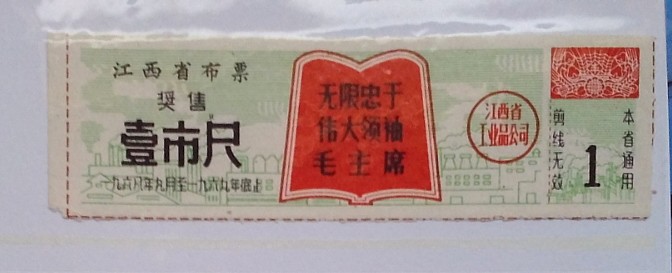 江西省布票
奖售
壹市尺
一九六八年九月至一九六九年底止
无限忠于
伟大领袖
毛主席
江西省
工业品公司
剪线无效
1
本省通用